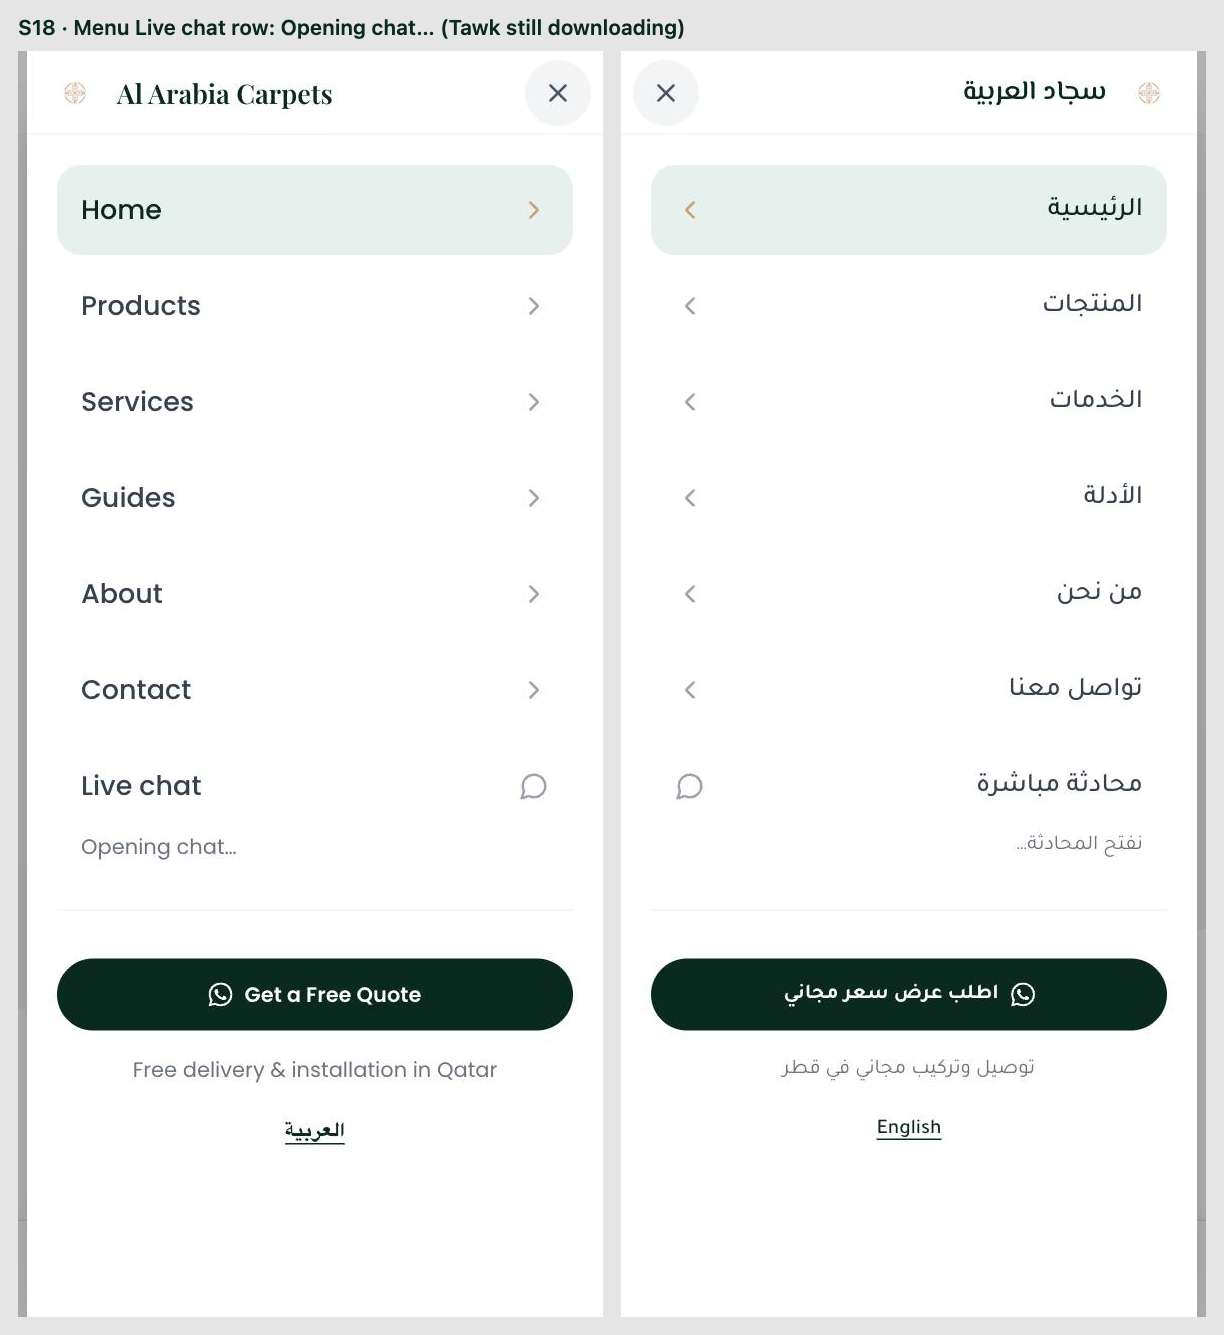 S18 · Menu Live chat row: Opening chat... (Tawk still downloading)
Al Arabia Carpets
Home
Products
Services
Guides
About
Contact
Live chat
Opening chat...
Get a Free Quote
Free delivery & installation in Qatar
العربية
سجاد العربية
الرئيسية
المنتجات
الخدمات
الأدلة
من نحن
تواصل معنا
محادثة مباشرة
نفتح المحادثة...
اطلب عرض سعر مجاني
توصيل وتركيب مجاني في قطر
English